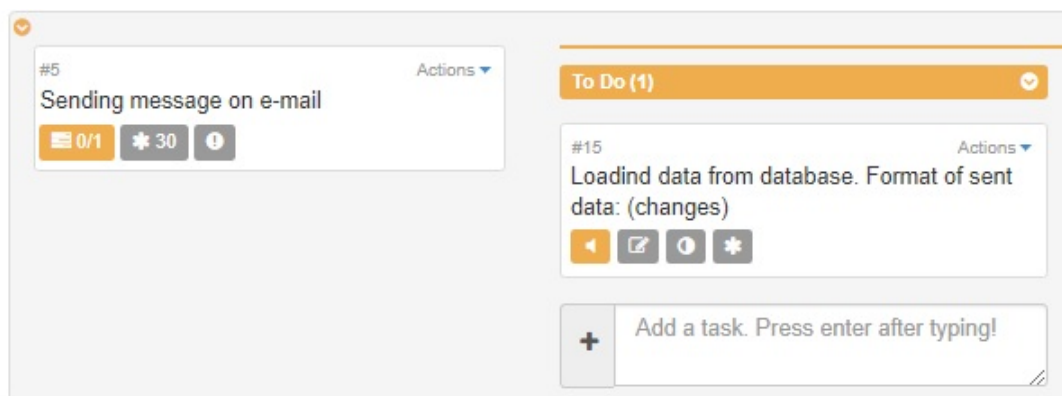 #5 Actions
Sending message on e-mail
0/1 30
To Do (1)
#15 Actions
Loadind data from database. Format of sent
data: (changes)
Add a task. Press enter after typing!